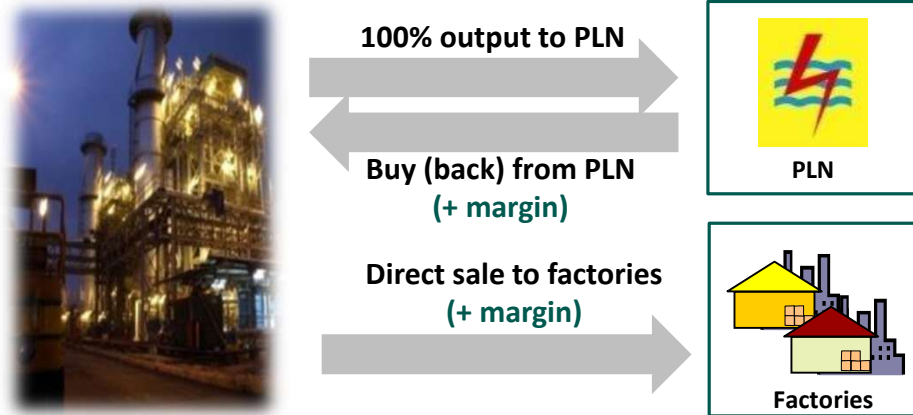 100% output to PLN
Buy (back) from PLN
(+ margin)
PLN
Direct sale to factories
(+ margin)
Factories